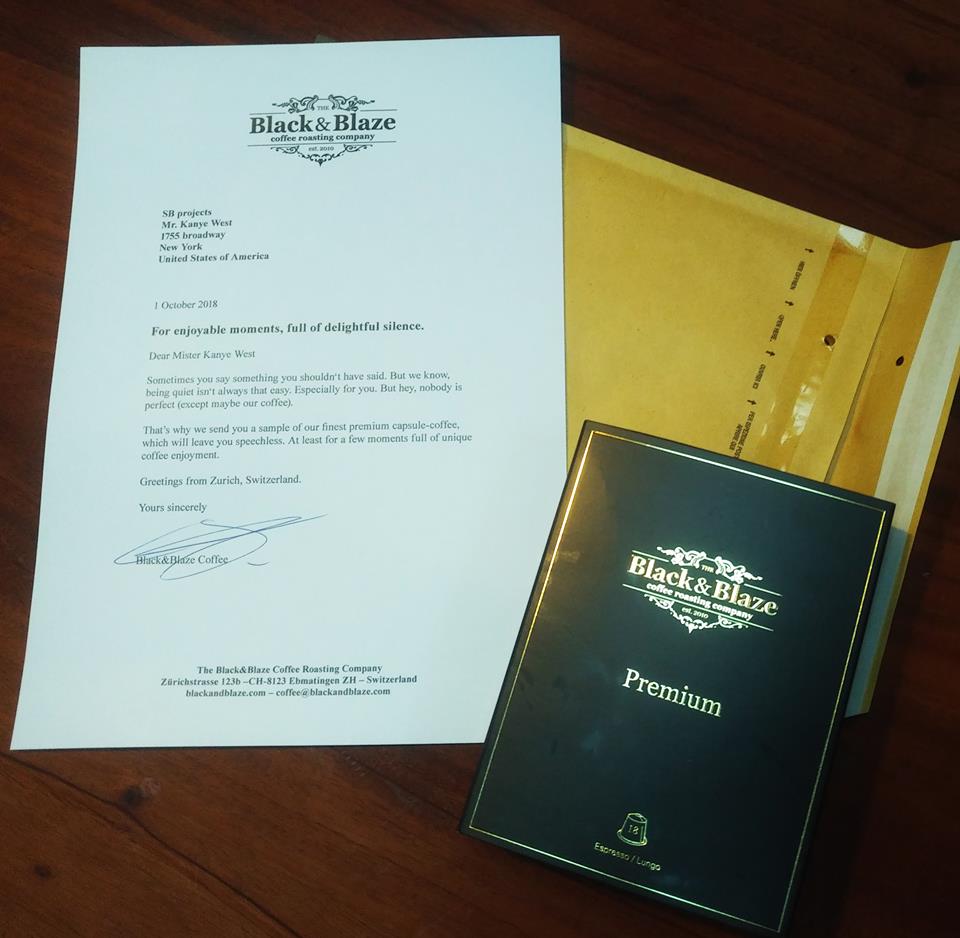 THE
Black&Blaze
coffee roasting company
est. 2010
SB projects
Mr. Kanye West
1755 broadway
New York
United States of America
1 October 2018
For enjoyable moments, full of delightful silence.
Dear Mister Kanye West
Sometimes you say something you shouldn't have said. But we know,
being quiet isn't always that easy. Especially for you. But hey, nobody is
perfect (except maybe our coffee).
That's why we send you a sample of our finest premium capsule-coffee,
which will leave you speechless. At least for a few moments full of unique
coffee enjoyment.
Greetings from Zurich, Switzerland.
Yours sincerely
Black&Blaze Coffee
The Black&Blaze Coffee Roasting Company
Zürichstrasse 123b –CH-8123 Ebmatingen ZH – Switzerland
blackandblaze.com – coffee@blackandblaze.com
HIER ÖFFNEN
OPEN HERE
THE
Black&Blaze
coffee roasting company
est. 2010
Premium
18
Espresso / Lungo